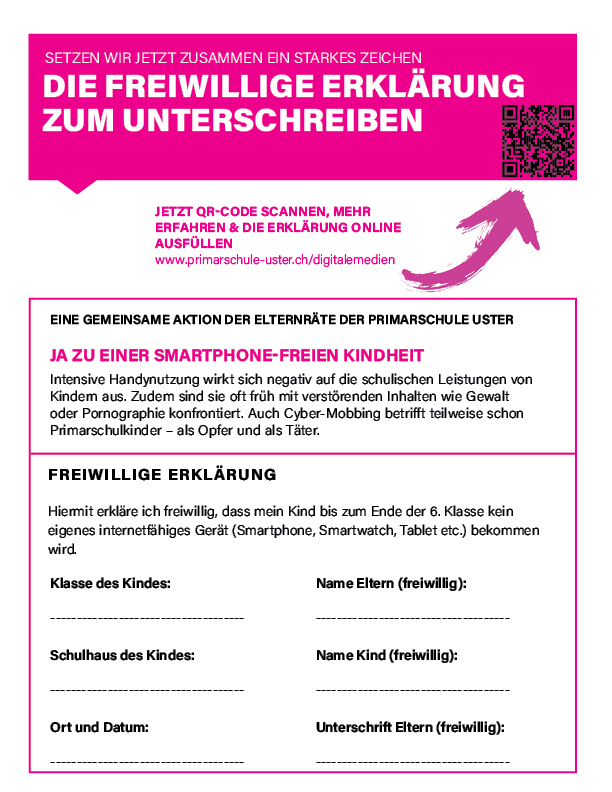 SETZEN WIR JETZT ZUSAMMEN EIN STARKES ZEICHEN
DIE FREIWILLIGE ERKLÄRUNG
ZUM UNTERSCHREIBEN
JETZT QR-CODE SCANNEN, MEHR
ERFAHREN & DIE ERKLÄRUNG ONLINE
AUSFÜLLEN
www.primarschule-uster.ch/digitalemedien
EINE GEMEINSAME AKTION DER ELTERNRÄTE DER PRIMARSCHULE USTER
JA ZU EINER SMARTPHONE-FREIEN KINDHEIT
Intensive Handynutzung wirkt sich negativ auf die schulischen Leistungen von
Kindern aus. Zudem sind sie oft früh mit verstörenden Inhalten wie Gewalt
oder Pornographie konfrontiert. Auch Cyber-Mobbing betrifft teilweise schon
Primarschulkinder – als Opfer und als Täter.
FREIWILLIGE ERKLÄRUNG
Hiermit erkläre ich freiwillig, dass mein Kind bis zum Ende der 6. Klasse kein
eigenes internetfähiges Gerät (Smartphone, Smartwatch, Tablet etc.) bekommen
wird.
Klasse des Kindes:
Name Eltern (freiwillig):
Schulhaus des Kindes:
Name Kind (freiwillig):
Ort und Datum:
Unterschrift Eltern (freiwillig):